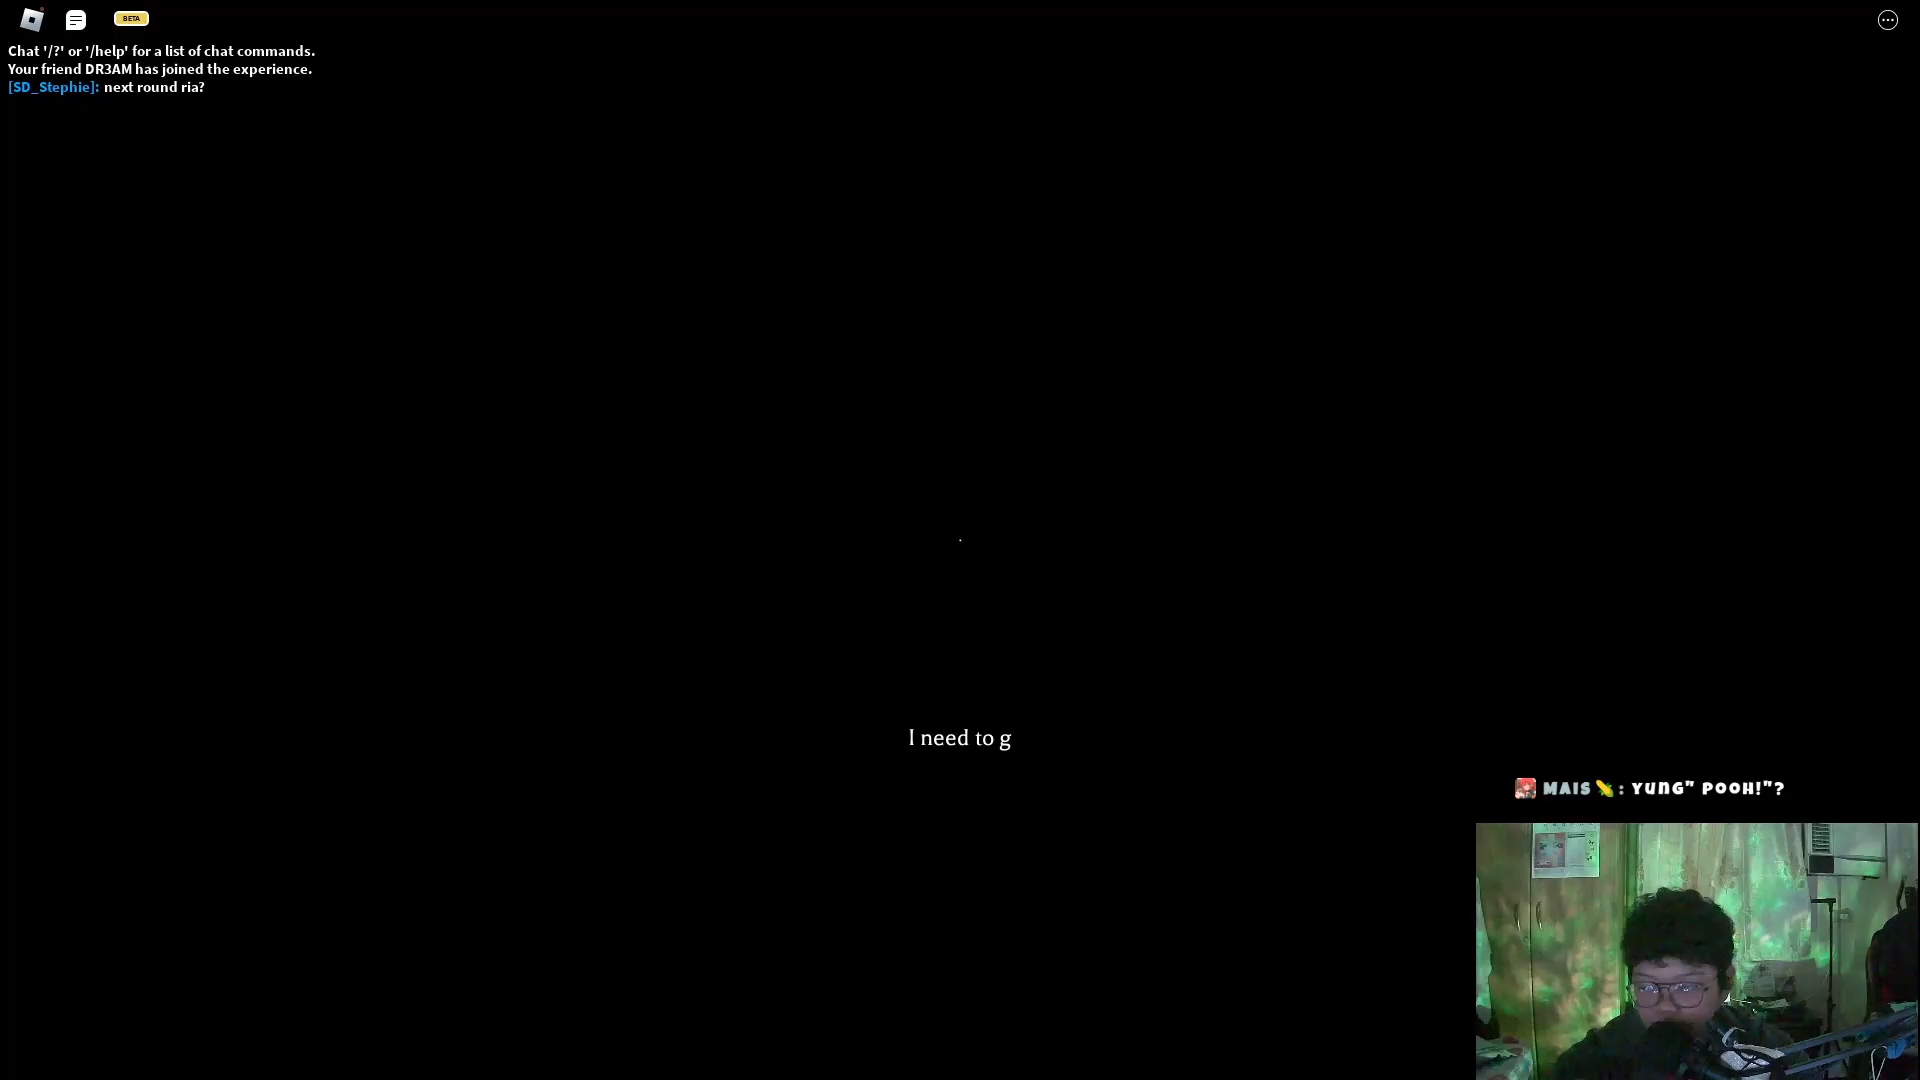 BETA
Chat '/?' or '/help' for a list of chat commands.
Your friend DR3AM has joined the experience.
[SD_Stephie]: next round ria?
I need to g
MAIS🌽: YUNG" POOH!"?